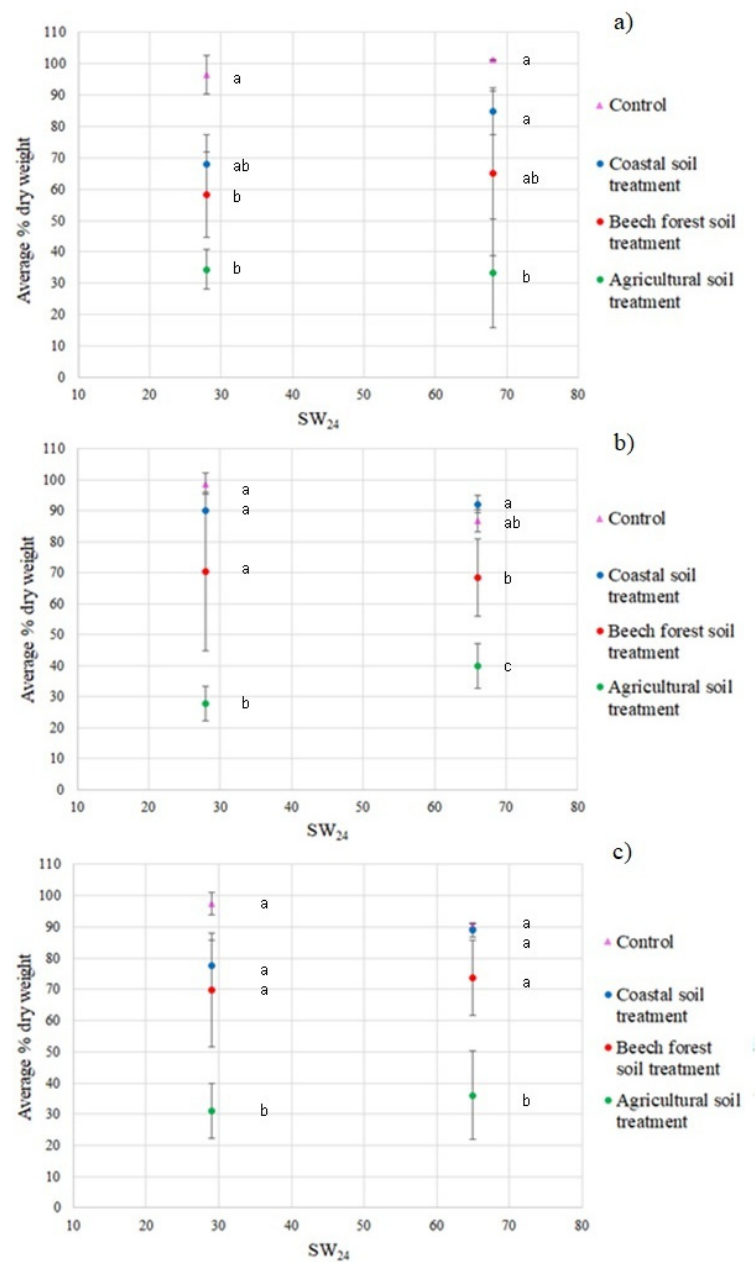 a)
110
100
90
80
70
60
50
40
30
20
10
0
Average % dry weight
a
ab
b
b
a
a
ab
b
10 20 30 40 50 60 70 80
SW24
Control
Coastal soil
treatment
Beech forest soil
treatment
Agricultural soil
treatment
b)
110
100
90
80
70
60
50
40
30
20
10
0
Average % dry weight
a
a
a
b
a
ab
b
c
10 20 30 40 50 60 70 80
SW24
Control
Coastal soil
treatment
Beech forest soil
treatment
Agricultural soil
treatment
c)
110
100
90
80
70
60
50
40
30
20
10
0
Average % dry weight
a
a
a
b
a
a
a
b
10 20 30 40 50 60 70 80
SW24
Control
Coastal soil
treatment
Beech forest
soil treatment
Agricultural soil
treatment